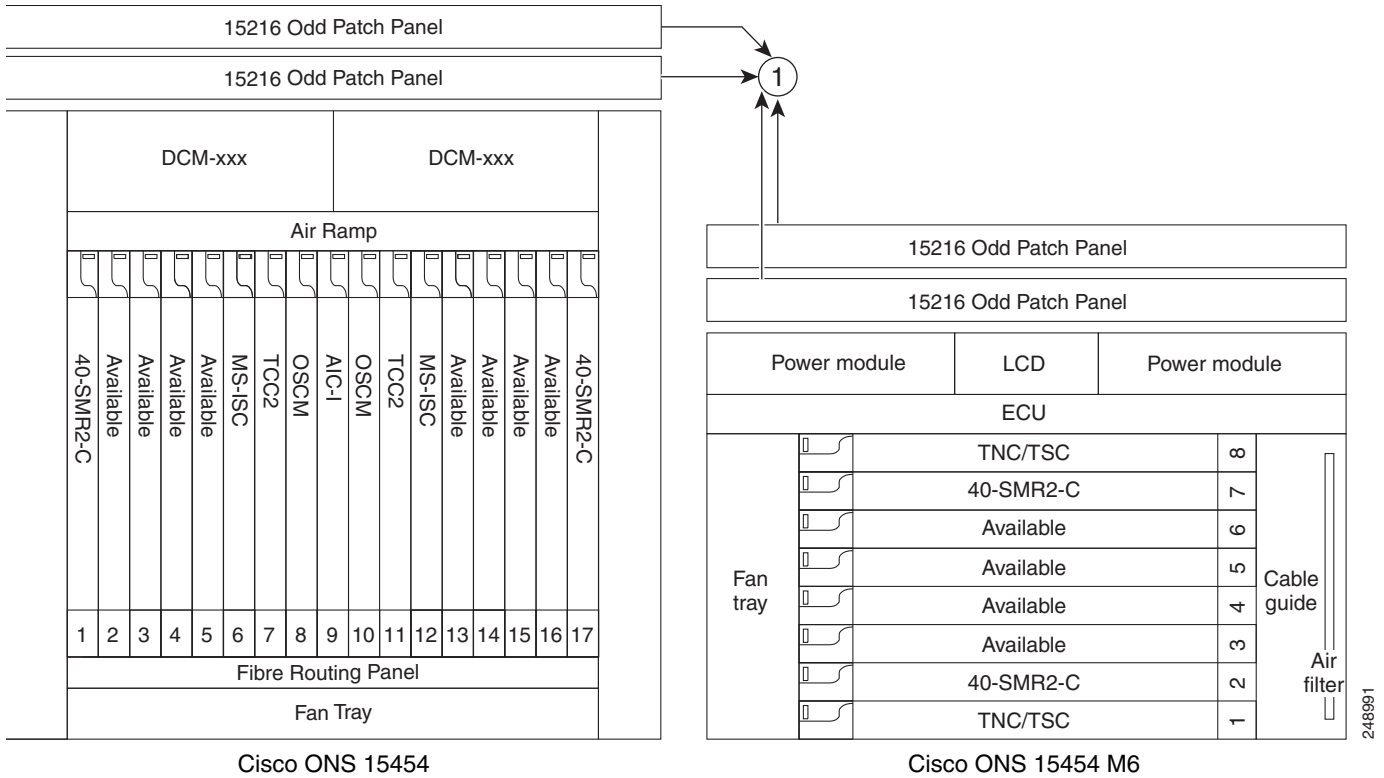 15216 Odd Patch Panel
15216 Odd Patch Panel
1
DCM-xxx
DCM-xxx
Air Ramp
40-SMR2-C
Available
Available
Available
Available
MS-ISC
TCC2
OSCM
AIC-I
OSCM
TCC2
MS-ISC
Available
Available
Available
Available
40-SMR2-C
1 2 3 4 5 6 7 8 9 10 11 12 13 14 15 16 17
Fibre Routing Panel
Fan Tray
Cisco ONS 15454
15216 Odd Patch Panel
15216 Odd Patch Panel
Power module
LCD
Power module
ECU
Fan
tray
TNC/TSC 8
40-SMR2-C 7
Available 6
Available 5
Available 4
Available 3
40-SMR2-C 2
TNC/TSC 1
Cable
guide
Air
filter
Cisco ONS 15454 M6
248991